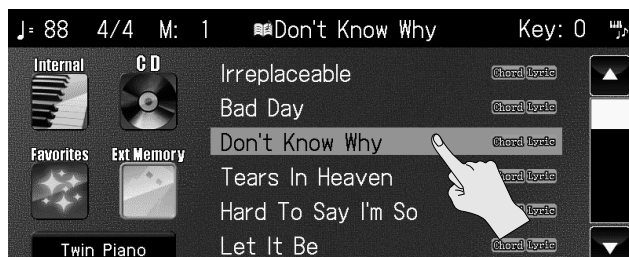 ♩= 88 4/4 M: 1 Don't Know Why Key: 0
Internal CD
Favorites Ext Memory
Twin Piano
Irreplaceable Chord Lyric
Bad Day Chord Lyric
Don't Know Why Chord Lyric
Tears In Heaven Chord Lyric
Hard To Say I'm So Lyric
Let It Be Chord Lyric